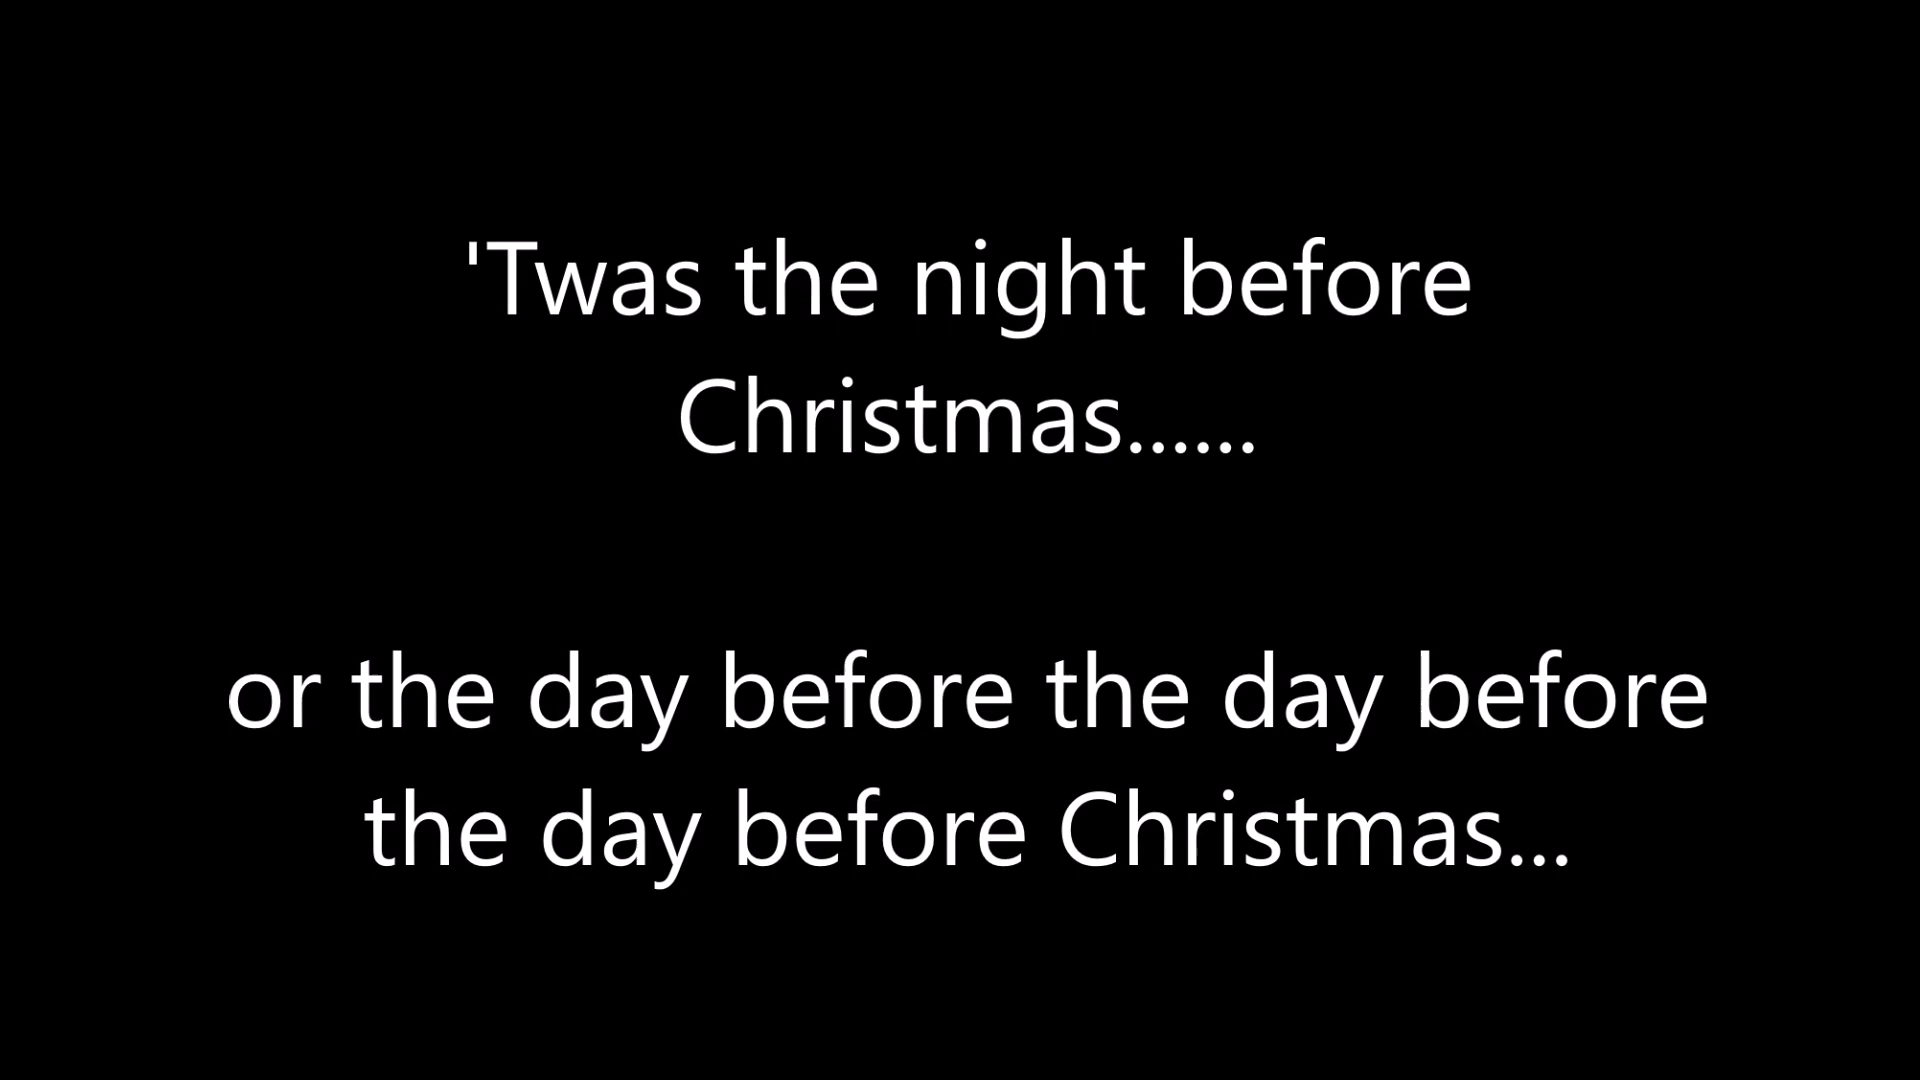 'Twas the night before
Christmas......
or the day before the day before
the day before Christmas...